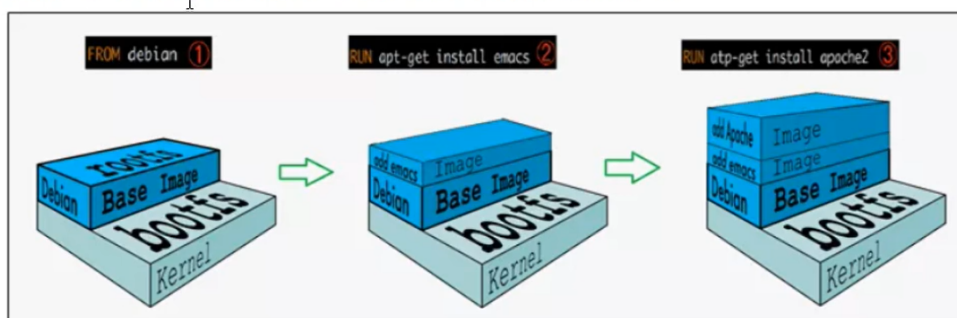 FROM debian ①
RUN apt-get install emacs ②
RUN atp-get install apache2 ③
rootfs
Debian
Base Image
bootfs
Kernel
add emacs
Image
Debian
Base Image
bootfs
Kernel
add Apache
Image
add emacs
Image
Debian
Base Image
bootfs
Kernel